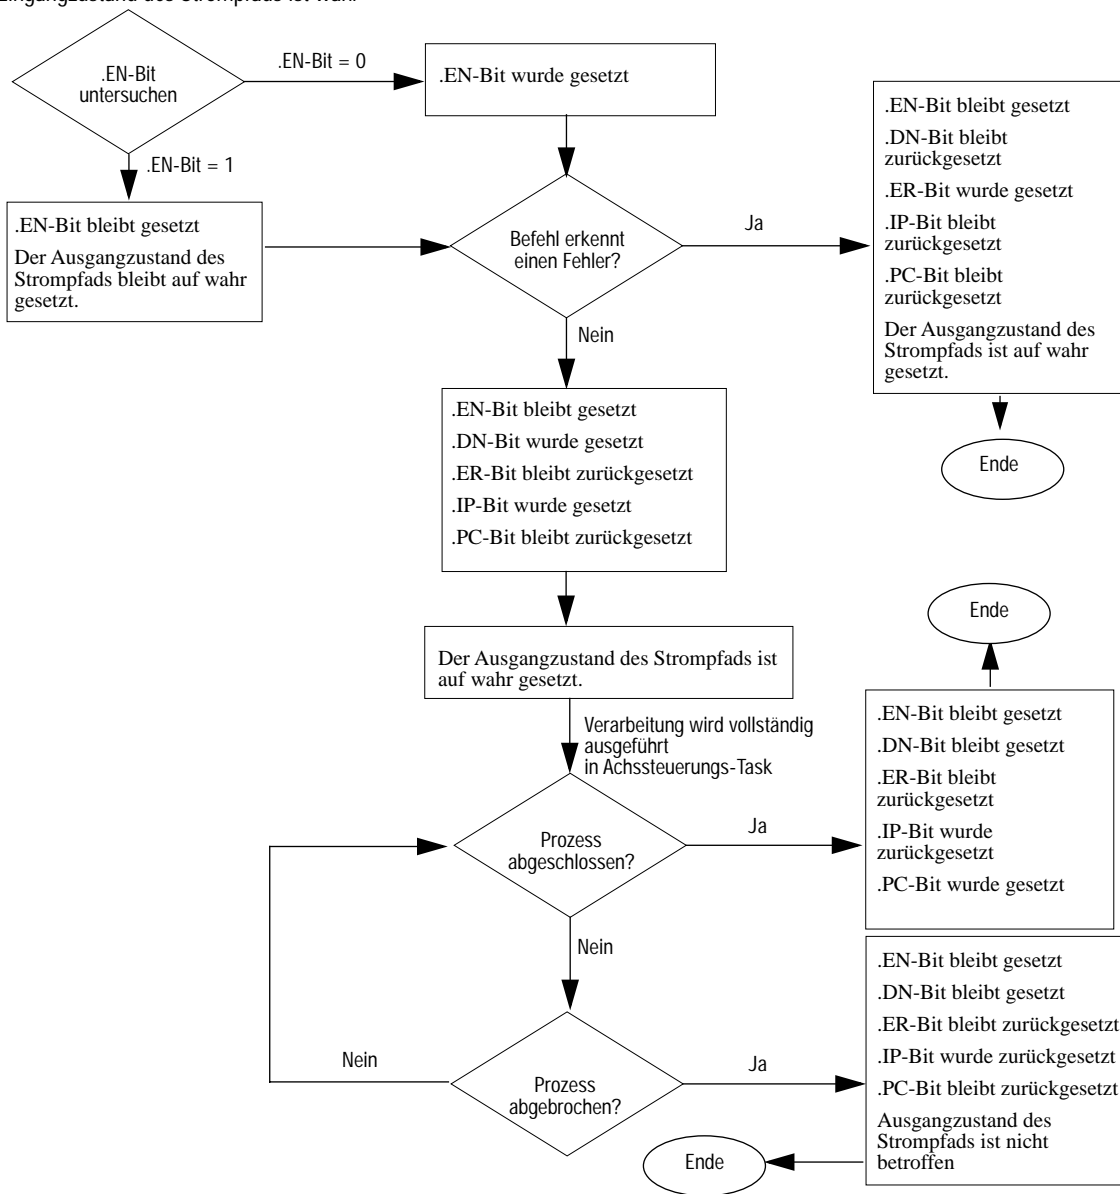 .EN-Bit
untersuchen
.EN-Bit = 0
.EN-Bit wurde gesetzt
.EN-Bit = 1
.EN-Bit bleibt gesetzt
Der Ausgangzustand des
Strompfads bleibt auf wahr
gesetzt.
Befehl erkennt
einen Fehler?
Ja
.EN-Bit bleibt gesetzt
.DN-Bit bleibt
zurückgesetzt
.ER-Bit wurde gesetzt
.IP-Bit bleibt
zurückgesetzt
.PC-Bit bleibt
zurückgesetzt
Der Ausgangzustand des
Strompfads ist auf wahr
gesetzt.
Ende
Nein
.EN-Bit bleibt gesetzt
.DN-Bit wurde gesetzt
.ER-Bit bleibt zurückgesetzt
.IP-Bit wurde gesetzt
.PC-Bit bleibt zurückgesetzt
Der Ausgangzustand des Strompfads ist
auf wahr gesetzt.
Verarbeitung wird vollständig
ausgeführt
in Achssteuerungs-Task
Prozess
abgeschlossen?
Ja
Ende
.EN-Bit bleibt gesetzt
.DN-Bit bleibt gesetzt
.ER-Bit bleibt
zurückgesetzt
.IP-Bit wurde
zurückgesetzt
.PC-Bit wurde gesetzt
Nein
Prozess
abgebrochen?
Nein
Ja
.EN-Bit bleibt gesetzt
.DN-Bit bleibt gesetzt
.ER-Bit bleibt zurückgesetzt
.IP-Bit wurde zurückgesetzt
.PC-Bit bleibt zurückgesetzt
Ausgangzustand des
Strompfads ist nicht
betroffen
Ende